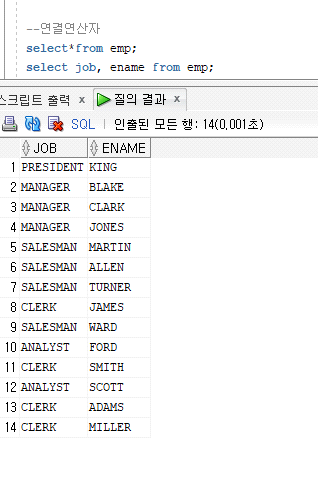 --연결연산자
select*from emp;
select job, ename from emp;
스크립트 출력 x 질의 결과 x
SQL | 인출된 모든 행: 14(0,001초)
JOB ENAME
1 PRESIDENT KING
2 MANAGER BLAKE
3 MANAGER CLARK
4 MANAGER JONES
5 SALESMAN MARTIN
6 SALESMAN ALLEN
7 SALESMAN TURNER
8 CLERK JAMES
9 SALESMAN WARD
10 ANALYST FORD
11 CLERK SMITH
12 ANALYST SCOTT
13 CLERK ADAMS
14 CLERK MILLER